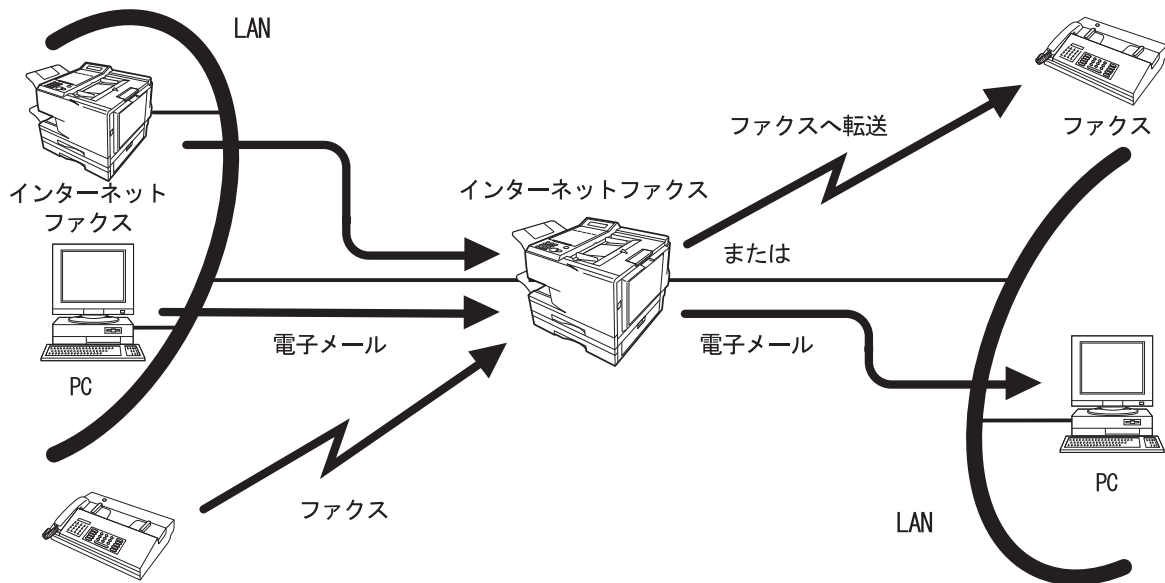 LAN
インターネット
ファクス
PC
電子メール
ファクス
インターネットファクス
ファクスへ転送
または
電子メール
ファクス
PC
LAN